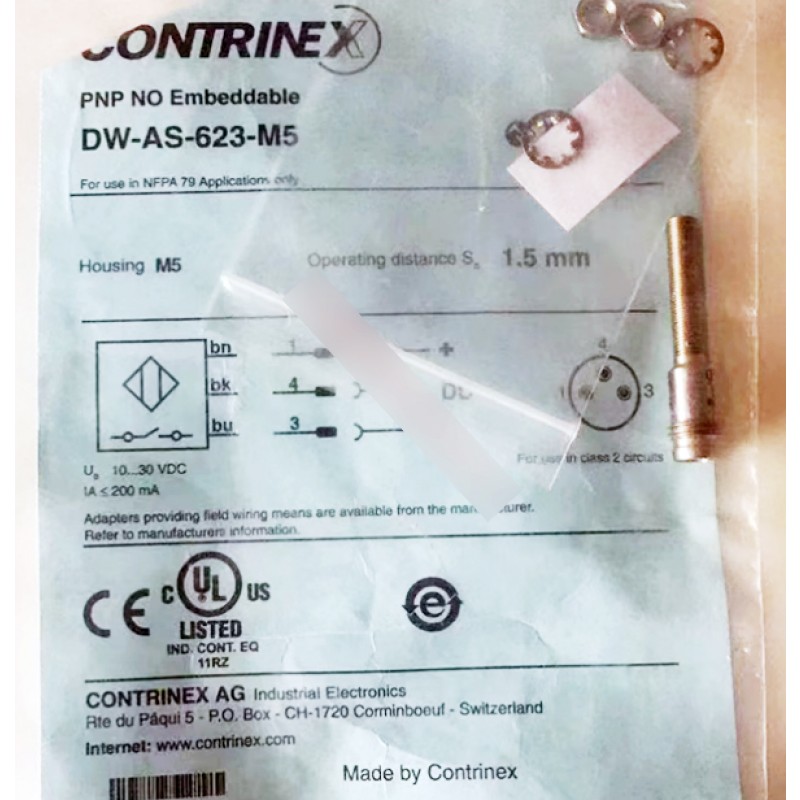 CONTRINEX
PNP NO Embeddable
DW-AS-623-M5
For use in NFPA 79 Applications only
Housing M5
Operating distance Sn 1.5 mm
bn 1 +
bk 4
bu 3
4
1 3
For use in class 2 circuits
UB 10...30 VDC
IA ≤ 200 mA
Adapters providing field wiring means are available from the
Refer to manufacturers information.
CE C UL US
LISTED
IND. CONT. EQ
11RZ
e
CONTRINEX AG Industrial Electronics
Rte du Pâqui 5 - P.O. Box - CH-1720 Corminboeuf - Switzerland
Internet: www.contrinex.com
Made by Contrinex